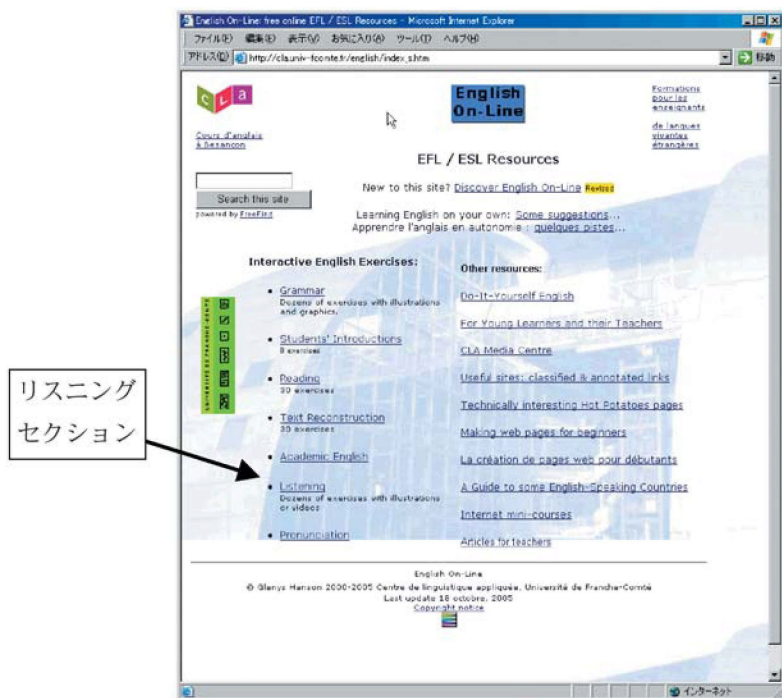 English On-Line: free online EFL / ESL Resources - Microsoft Internet Explorer
ファイル(F) 編集(E) 表示(V) お気に入り(A) ツール(T) ヘルプ(H)
アドレス(D) http://cla.univ-fcomte.fr/english/index_s.htm 移動
cla
English
On-Line
Formations
pour les
enseignants
de langues
vivantes
étrangères
Cours d'anglais
à Besançon
EFL / ESL Resources
New to this site? Discover English On-Line Revised
Search this site
powered by FreeFind
Learning English on your own: Some suggestions...
Apprendre l'anglais en autonomie : quelques pistes...
Interactive English Exercises:
• Grammar
Dozens of exercises with illustrations
and graphics.
• Students' Introductions
8 exercises
• Reading
30 exercises
• Text Reconstruction
30 exercises
• Academic English
• Listening
Dozens of exercises with illustrations
or videos
• Pronunciation
Other resources:
Do-It-Yourself English
For Young Learners and their Teachers
CLA Media Centre
Useful sites: classified & annotated links
Technically interesting Hot Potatoes pages
Making web pages for beginners
La création de pages web pour débutants
A Guide to some English-Speaking Countries
Internet mini-courses
Articles for teachers
UNIVERSITE DE FRANCHE-COMTE
リスニング
セクション
English On-Line
© Glenys Hanson 2000-2005 Centre de linguistique appliquée, Université de Franche-Comté
Last update 18 octobre, 2005
Copyright notice
インターネット